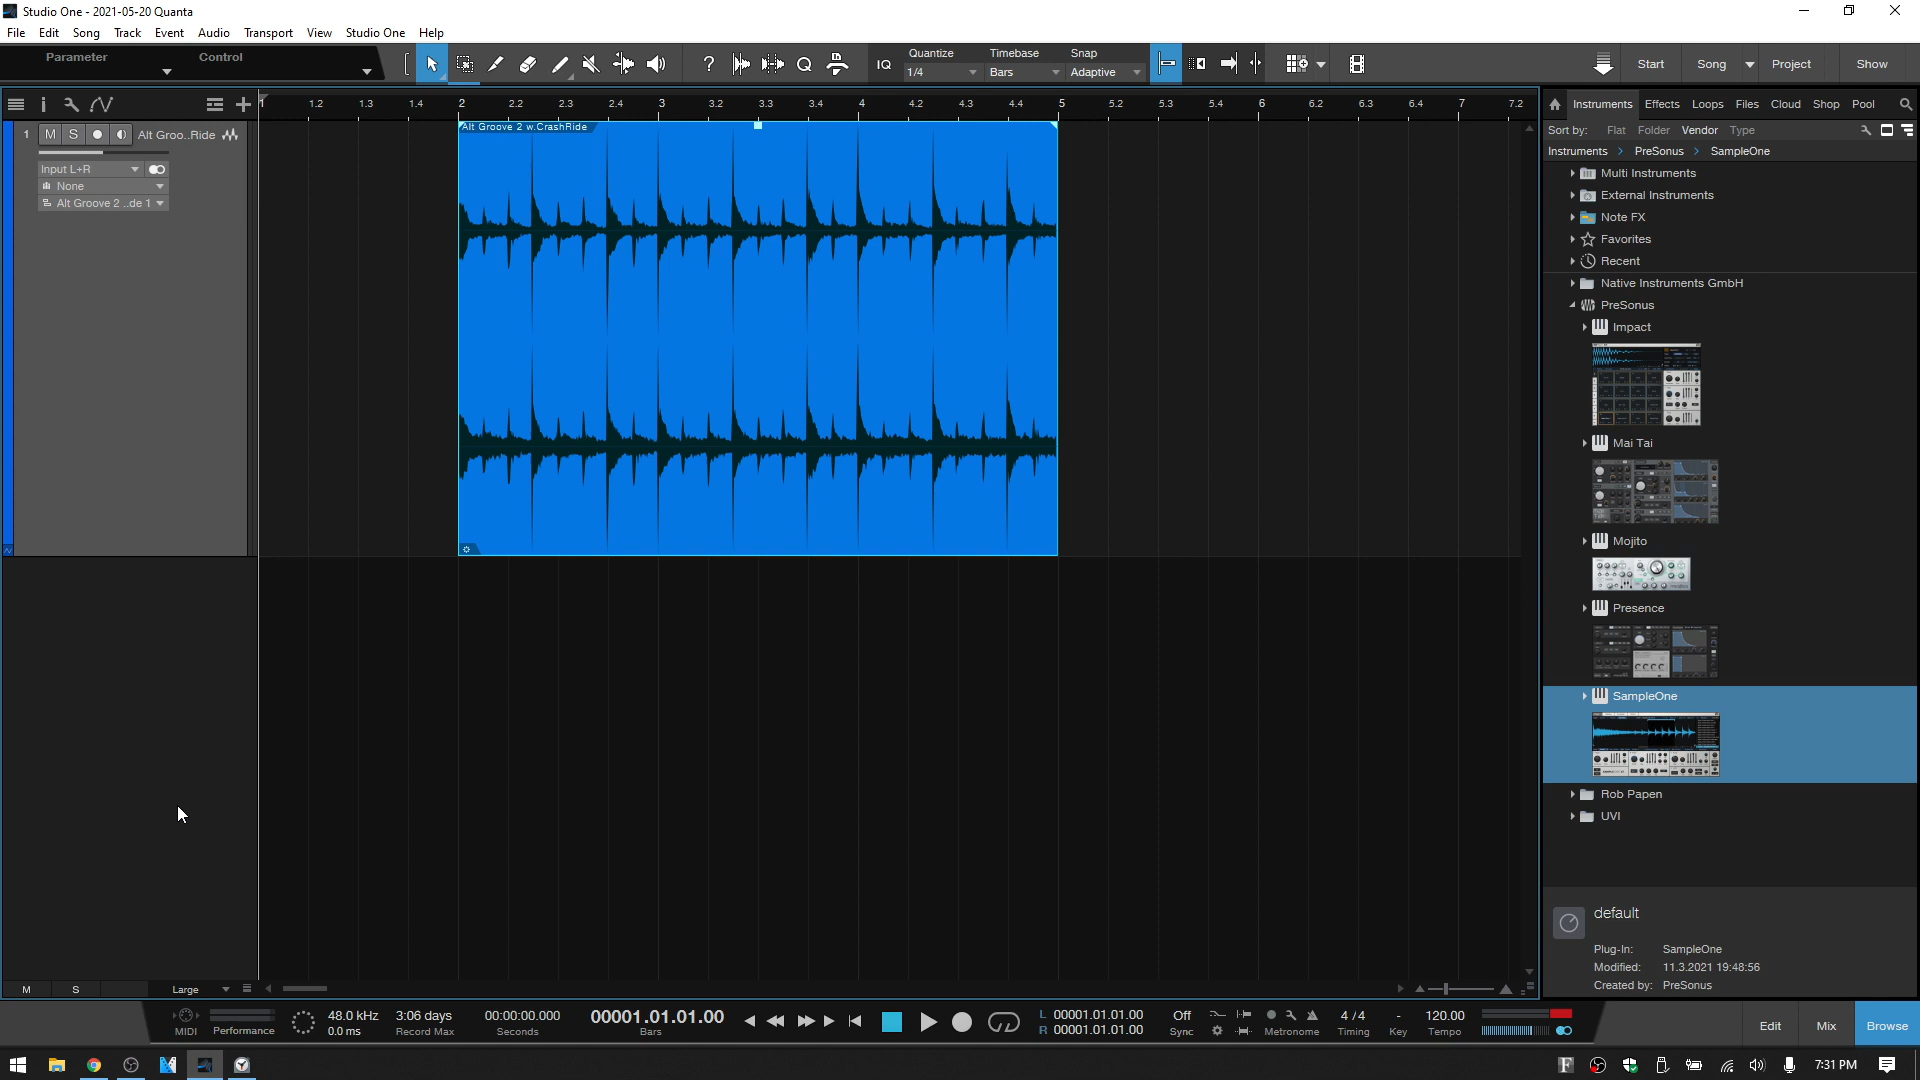 Studio One - 2021-05-20 Quanta
File Edit Song Track Event Audio Transport View Studio One Help
Parameter Control
IQ Quantize 1/4 Timebase Bars Snap Adaptive
Start Song Project Show
1 1.2 1.3 1.4 2 2.2 2.3 2.4 3 3.2 3.3 3.4 4 4.2 4.3 4.4 5 5.2 5.3 5.4 6 6.2 6.3 6.4 7 7.2
1 M S Alt Groo..Ride
Input L+R
None
Alt Groove 2 ..de 1
Alt Groove 2 w.CrashRide
Instruments Effects Loops Files Cloud Shop Pool
Sort by: Flat Folder Vendor Type
Instruments > PreSonus > SampleOne
Multi Instruments
External Instruments
Note FX
Favorites
Recent
Native Instruments GmbH
PreSonus
Impact
Mai Tai
Mojito
Presence
SampleOne
Rob Papen
UVI
default
Plug-In: SampleOne
Modified: 11.3.2021 19:48:56
Created by: PreSonus
M S Large
MIDI Performance
48.0 kHz
0.0 ms
3:06 days
Record Max
00:00:00.000
Seconds
00001.01.01.00
Bars
L 00001.01.01.00
R 00001.01.01.00
Off
Sync
Metronome
4 / 4
Timing
-
Key
120.00
Tempo
Edit Mix Browse
7:31 PM